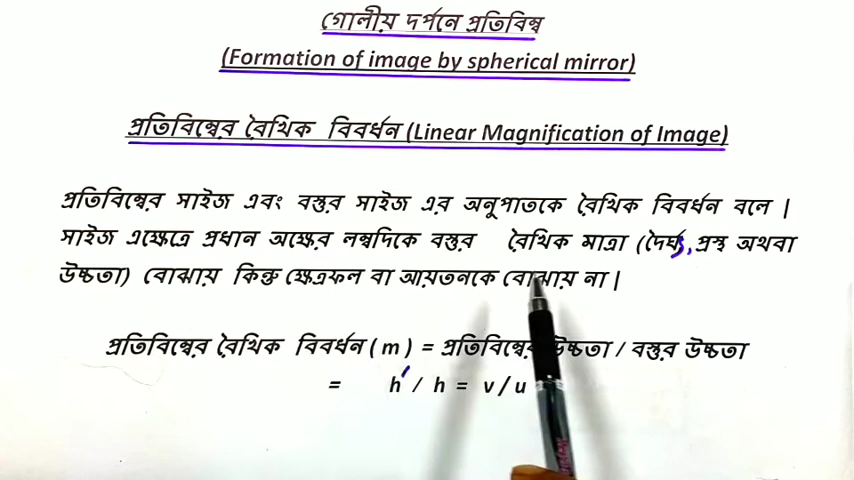 গোলীয় দর্পনে প্রতিবিম্ব
(Formation of image by spherical mirror)
প্রতিবিম্বের রৈখিক বিবর্ধন (Linear Magnification of Image)
প্রতিবিম্বের সাইজ এবং বস্তুর সাইজ এর অনুপাতকে রৈখিক বিবর্ধন বলে |
সাইজ এক্ষেত্রে প্রধান অক্ষের লম্বদিকে বস্তুর রৈখিক মাত্রা (দৈর্ঘ্য, প্রস্থ অথবা
উচ্চতা) বোঝায় কিন্তু ক্ষেত্রফল বা আয়তনকে বোঝায় না |
প্রতিবিম্বের রৈখিক বিবর্ধন ( m ) = প্রতিবিম্বের উচ্চতা / বস্তুর উচ্চতা
= h' / h = v / u